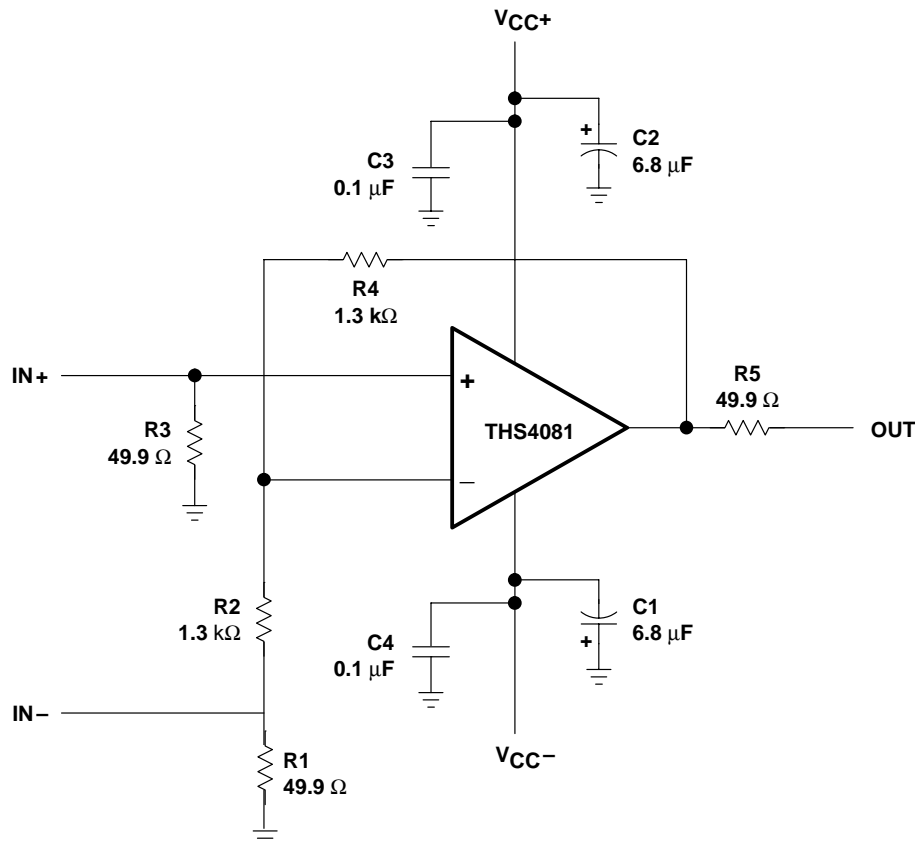 VCC+
C3
0.1 μF
+
C2
6.8 μF
R4
1.3 kΩ
IN+
+
R3
49.9 Ω
THS4081
R5
49.9 Ω
OUT
−
R2
1.3 kΩ
C4
0.1 μF
C1
6.8 μF
+
IN−
VCC−
R1
49.9 Ω